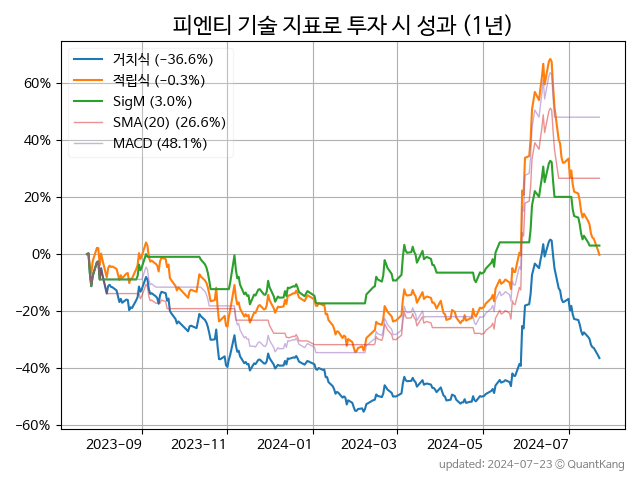 피엔티 기술 지표로 투자 시 성과 (1년)
거치식 (−36.6%)
적립식 (−0.3%)
SigM (3.0%)
SMA(20) (26.6%)
MACD (48.1%)
60%
40%
20%
0%
−20%
−40%
−60%
2023−09
2023−11
2024−01
2024−03
2024−05
2024−07
updated: 2024−07−23 ⓒ QuantKang